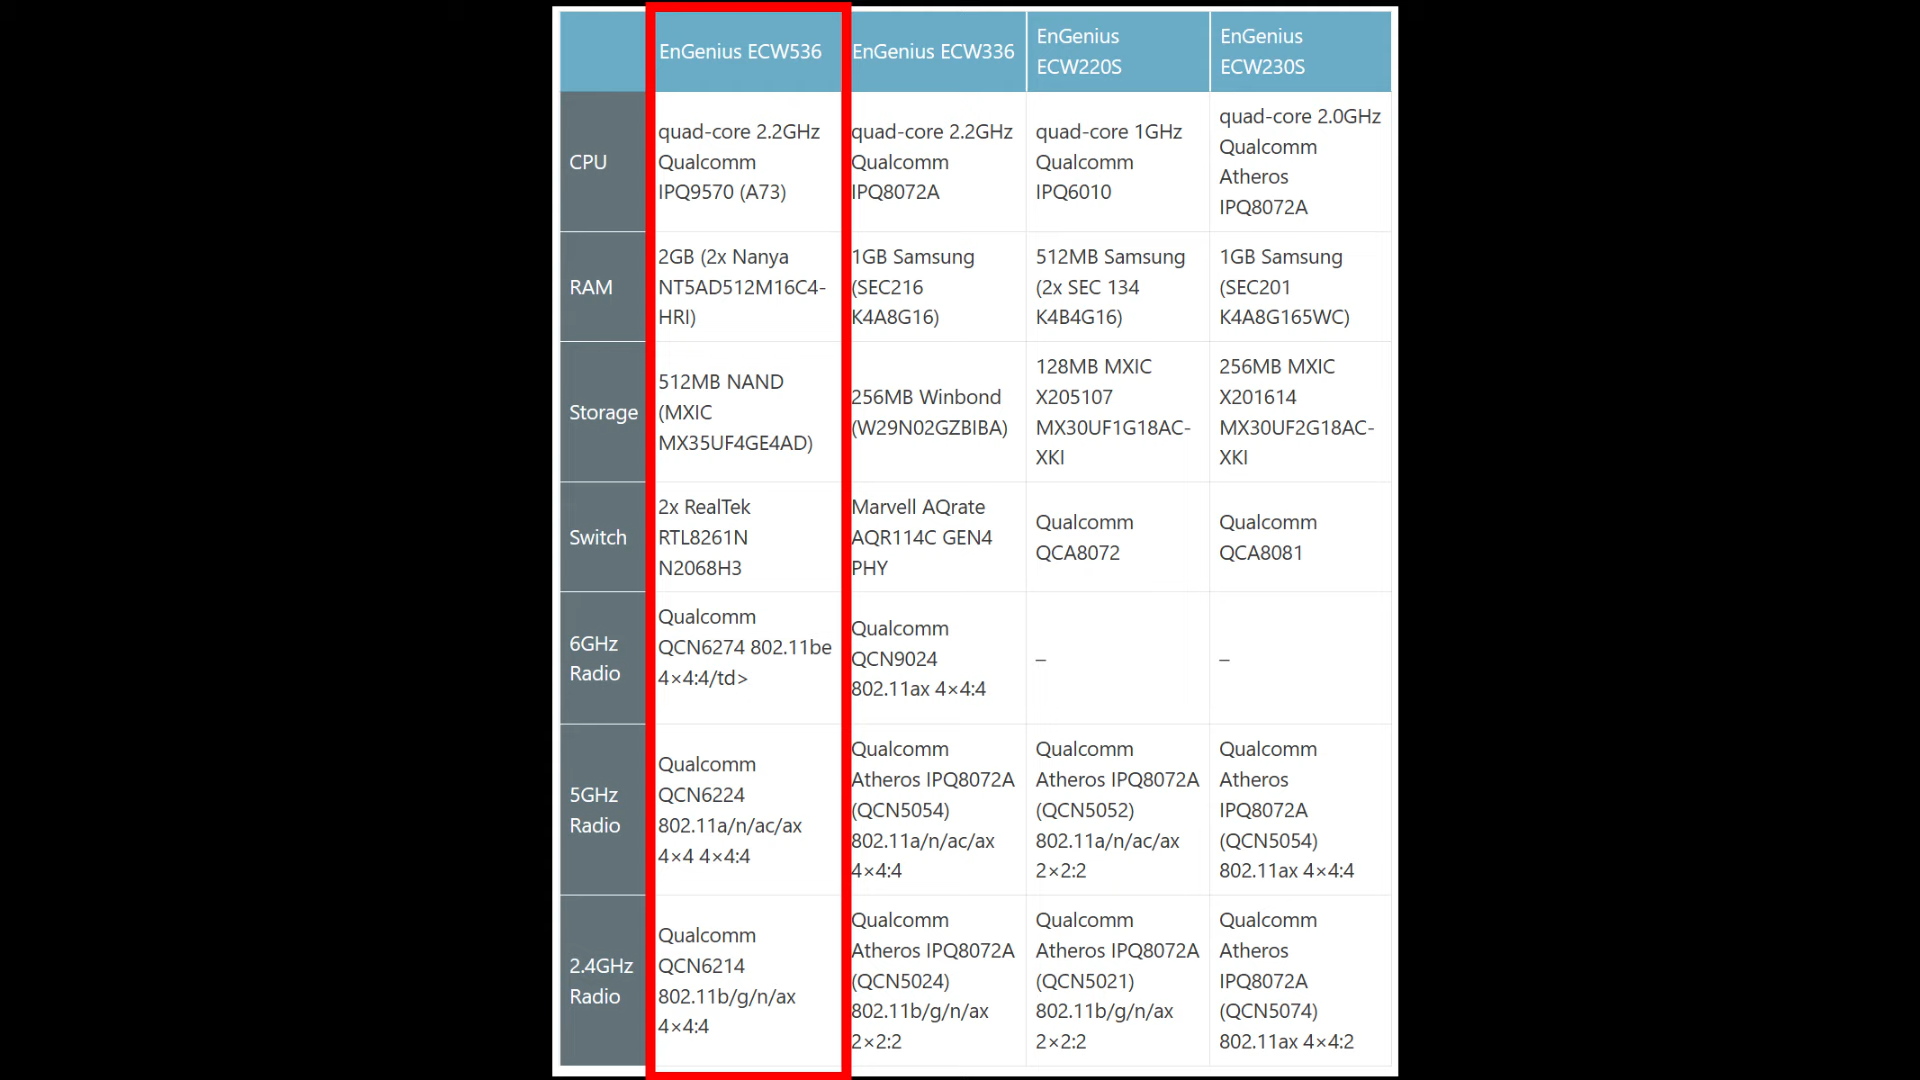 EnGenius ECW536
EnGenius ECW336
EnGenius
ECW220S
EnGenius
ECW230S
CPU
quad-core 2.2GHz
Qualcomm
IPQ9570 (A73)
quad-core 2.2GHz
Qualcomm
IPQ8072A
quad-core 1GHz
Qualcomm
IPQ6010
quad-core 2.0GHz
Qualcomm
Atheros
IPQ8072A
RAM
2GB (2x Nanya
NT5AD512M16C4-
HRI)
1GB Samsung
(SEC216
K4A8G16)
512MB Samsung
(2x SEC 134
K4B4G16)
1GB Samsung
(SEC201
K4A8G165WC)
Storage
512MB NAND
(MXIC
MX35UF4GE4AD)
256MB Winbond
(W29N02GZBIBA)
128MB MXIC
X205107
MX30UF1G18AC-
XKI
256MB MXIC
X201614
MX30UF2G18AC-
XKI
Switch
2x RealTek
RTL8261N
N2068H3
Marvell AQrate
AQR114C GEN4
PHY
Qualcomm
QCA8072
Qualcomm
QCA8081
6GHz
Radio
Qualcomm
QCN6274 802.11be
4×4:4/td>
Qualcomm
QCN9024
802.11ax 4×4:4
–
–
5GHz
Radio
Qualcomm
QCN6224
802.11a/n/ac/ax
4×4 4×4:4
Qualcomm
Atheros IPQ8072A
(QCN5054)
802.11a/n/ac/ax
4×4:4
Qualcomm
Atheros IPQ8072A
(QCN5052)
802.11a/n/ac/ax
2×2:2
Qualcomm
Atheros
IPQ8072A
(QCN5054)
802.11ax 4×4:4
2.4GHz
Radio
Qualcomm
QCN6214
802.11b/g/n/ax
4×4:4
Qualcomm
Atheros IPQ8072A
(QCN5024)
802.11b/g/n/ax
2×2:2
Qualcomm
Atheros IPQ8072A
(QCN5021)
802.11b/g/n/ax
2×2:2
Qualcomm
Atheros
IPQ8072A
(QCN5074)
802.11ax 4×4:2